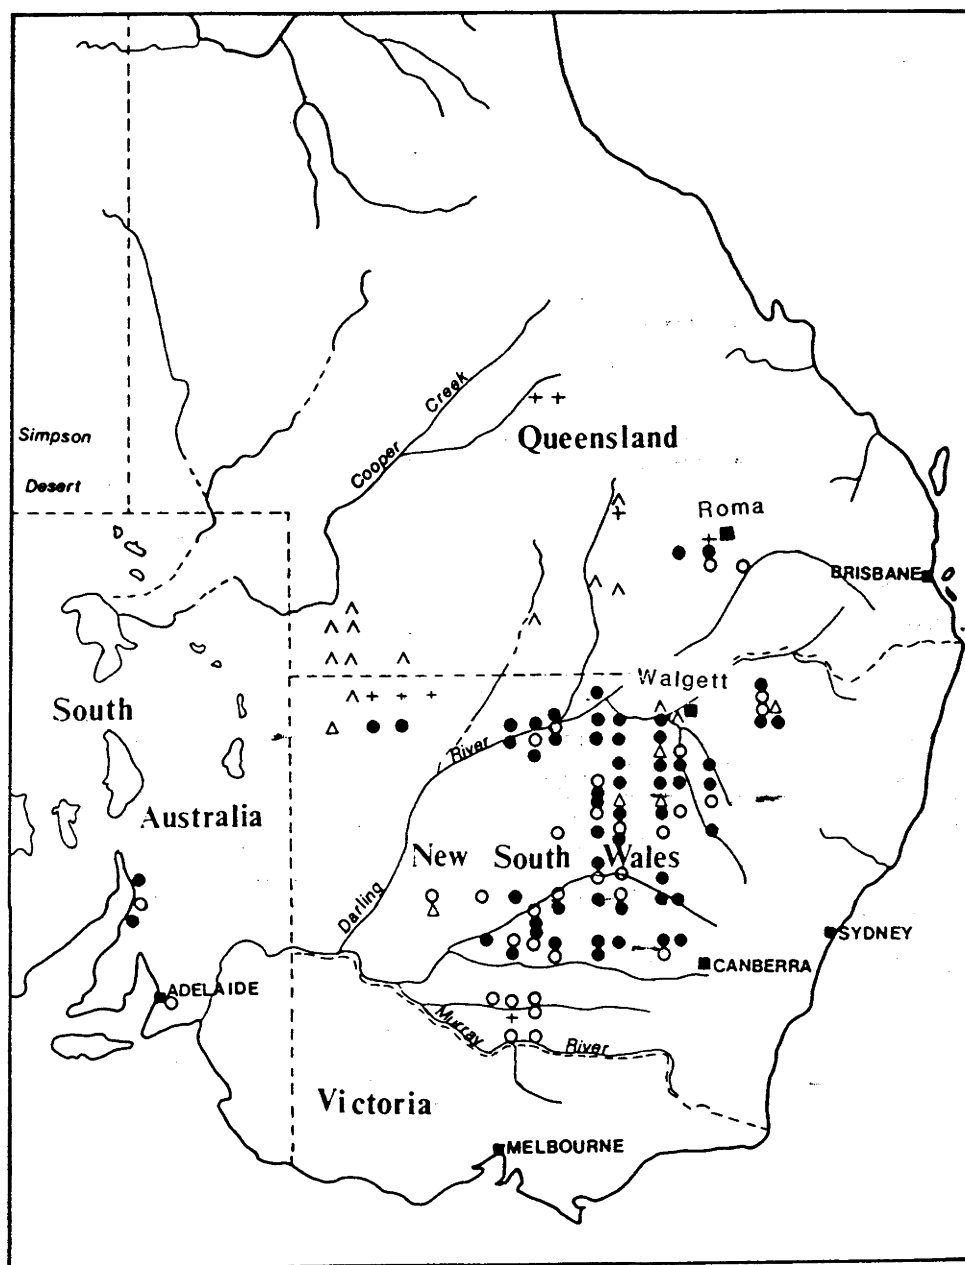 Creek
Cooper
Simpson
Desert
Queensland
Roma
BRISBANE
Walgett
South
River
Australia
New South Wales
Darling
SYDNEY
CANBERRA
ADELAIDE
Murray
River
Victoria
MELBOURNE